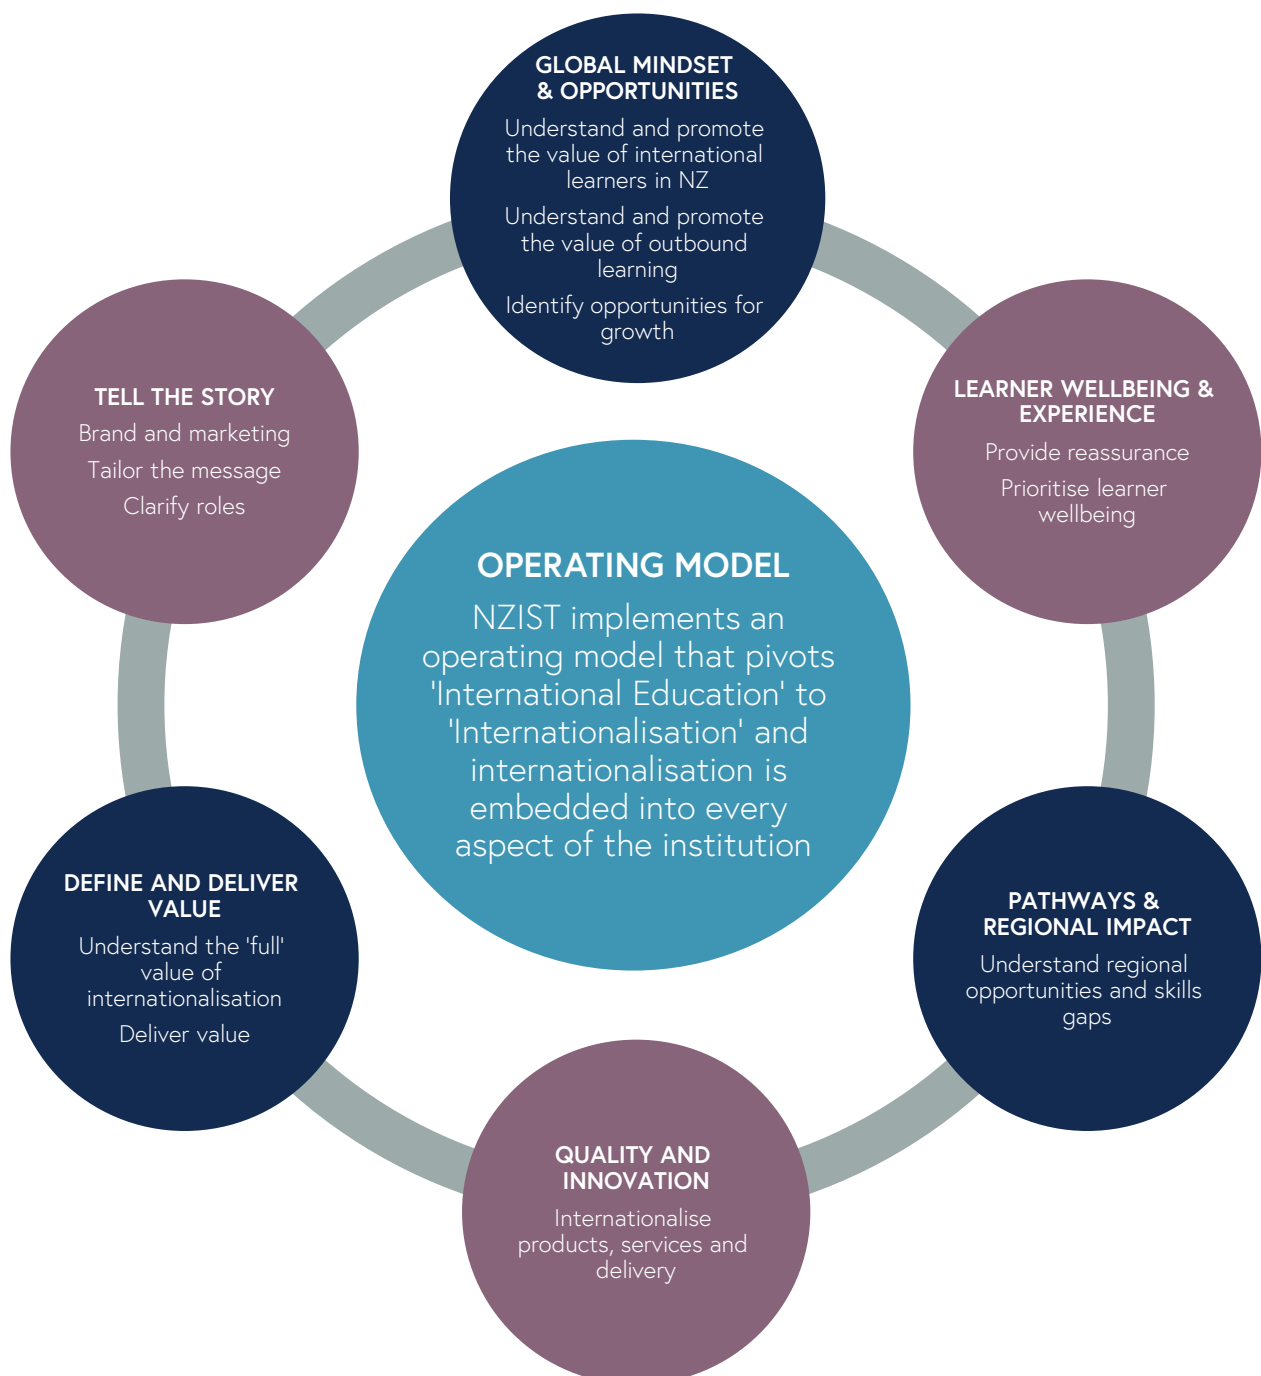 GLOBAL MINDSET
& OPPORTUNITIES
Understand and promote
the value of international
learners in NZ
Understand and promote
the value of outbound
learning
Identify opportunities for
growth
LEARNER WELLBEING &
EXPERIENCE
Provide reassurance
Prioritise learner
wellbeing
PATHWAYS &
REGIONAL IMPACT
Understand regional
opportunities and skills
gaps
QUALITY AND
INNOVATION
Internationalise
products, services and
delivery
DEFINE AND DELIVER
VALUE
Understand the 'full'
value of
internationalisation
Deliver value
TELL THE STORY
Brand and marketing
Tailor the message
Clarify roles
OPERATING MODEL
NZIST implements an
operating model that pivots
'International Education' to
'Internationalisation' and
internationalisation is
embedded into every
aspect of the institution